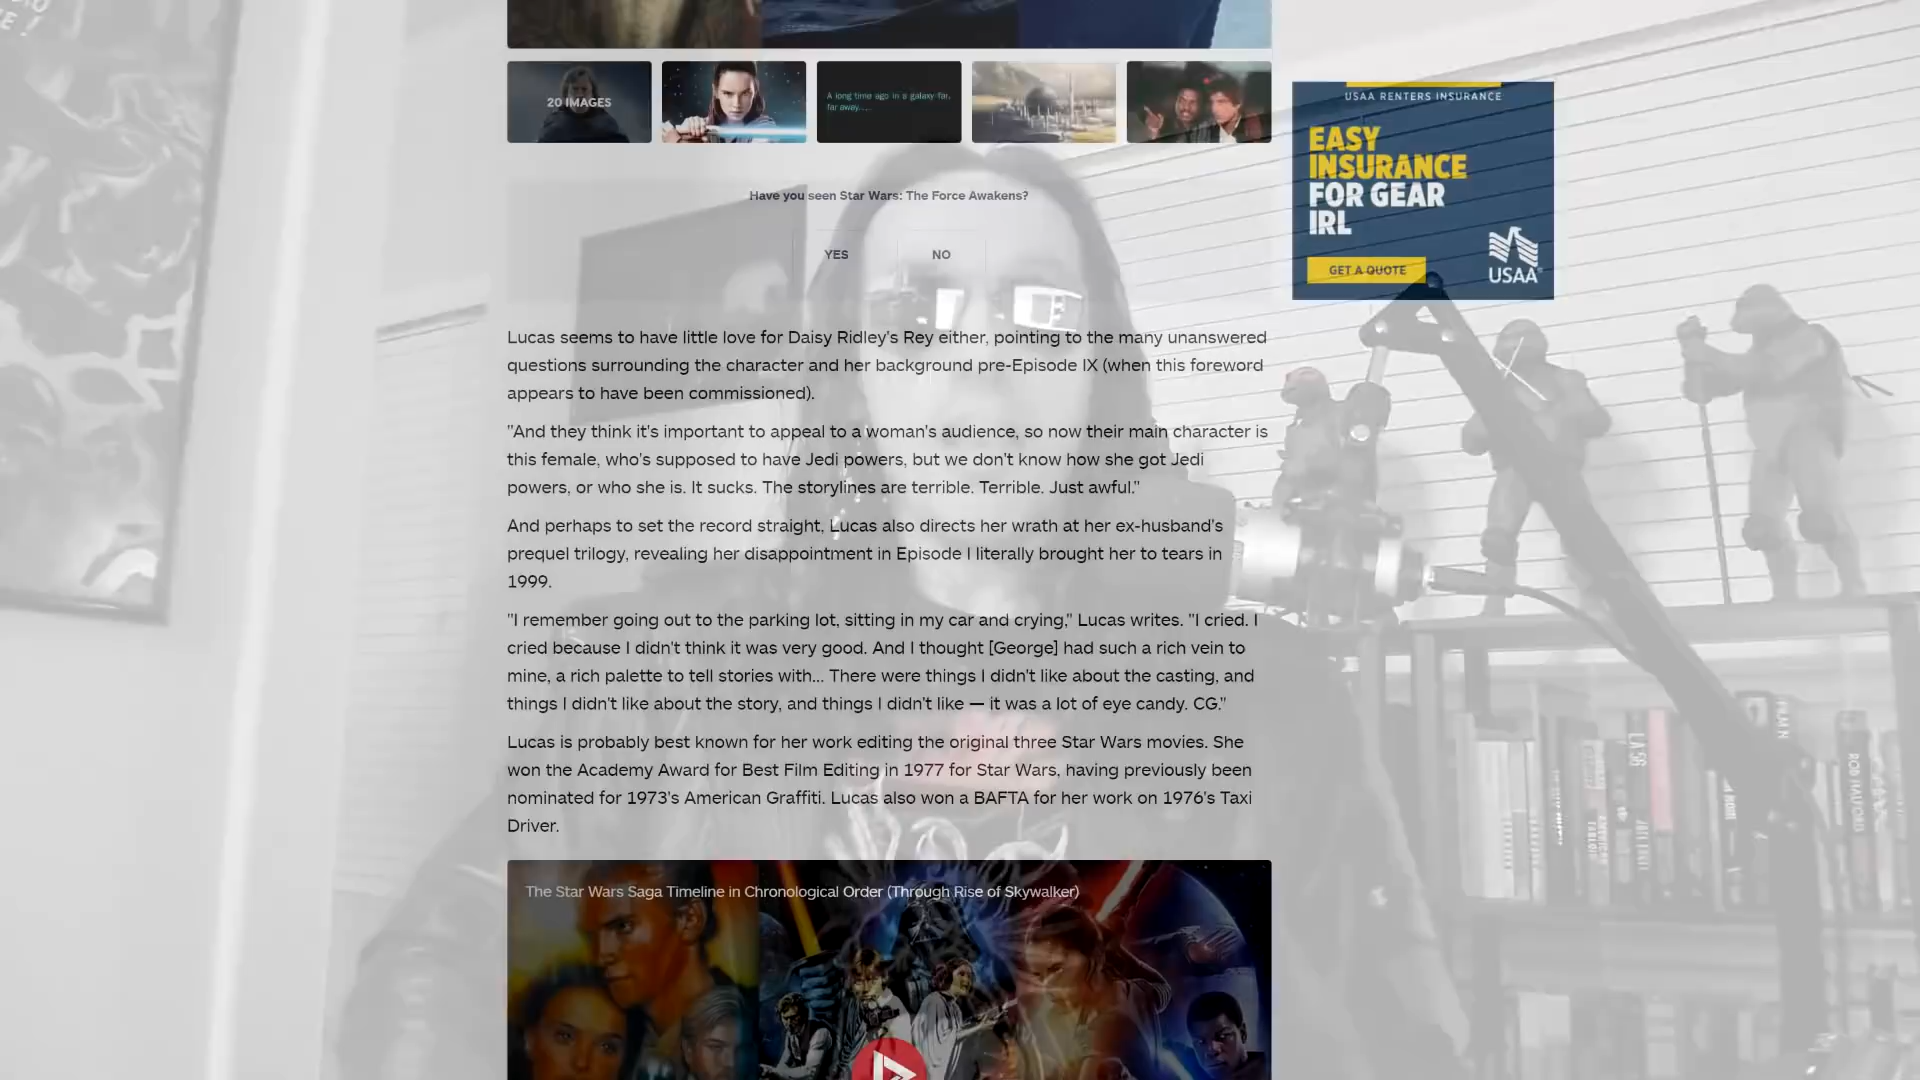 20 IMAGES
A long time ago in a galaxy far,
far away....
USAA RENTERS INSURANCE
EASY
INSURANCE
FOR GEAR
IRL
GET A QUOTE
USAA
Have you seen Star Wars: The Force Awakens?
YES NO
Lucas seems to have little love for Daisy Ridley's Rey either, pointing to the many unanswered
questions surrounding the character and her background pre-Episode IX (when this foreword
appears to have been commissioned).
"And they think it's important to appeal to a woman's audience, so now their main character is
this female, who's supposed to have Jedi powers, but we don't know how she got Jedi
powers, or who she is. It sucks. The storylines are terrible. Terrible. Just awful."
And perhaps to set the record straight, Lucas also directs her wrath at her ex-husband's
prequel trilogy, revealing her disappointment in Episode I literally brought her to tears in
1999.
"I remember going out to the parking lot, sitting in my car and crying," Lucas writes. "I cried. I
cried because I didn't think it was very good. And I thought [George] had such a rich vein to
mine, a rich palette to tell stories with... There were things I didn't like about the casting, and
things I didn't like about the story, and things I didn't like — it was a lot of eye candy. CG."
Lucas is probably best known for her work editing the original three Star Wars movies. She
won the Academy Award for Best Film Editing in 1977 for Star Wars, having previously been
nominated for 1973's American Graffiti. Lucas also won a BAFTA for her work on 1976's Taxi
Driver.
The Star Wars Saga Timeline in Chronological Order (Through Rise of Skywalker)